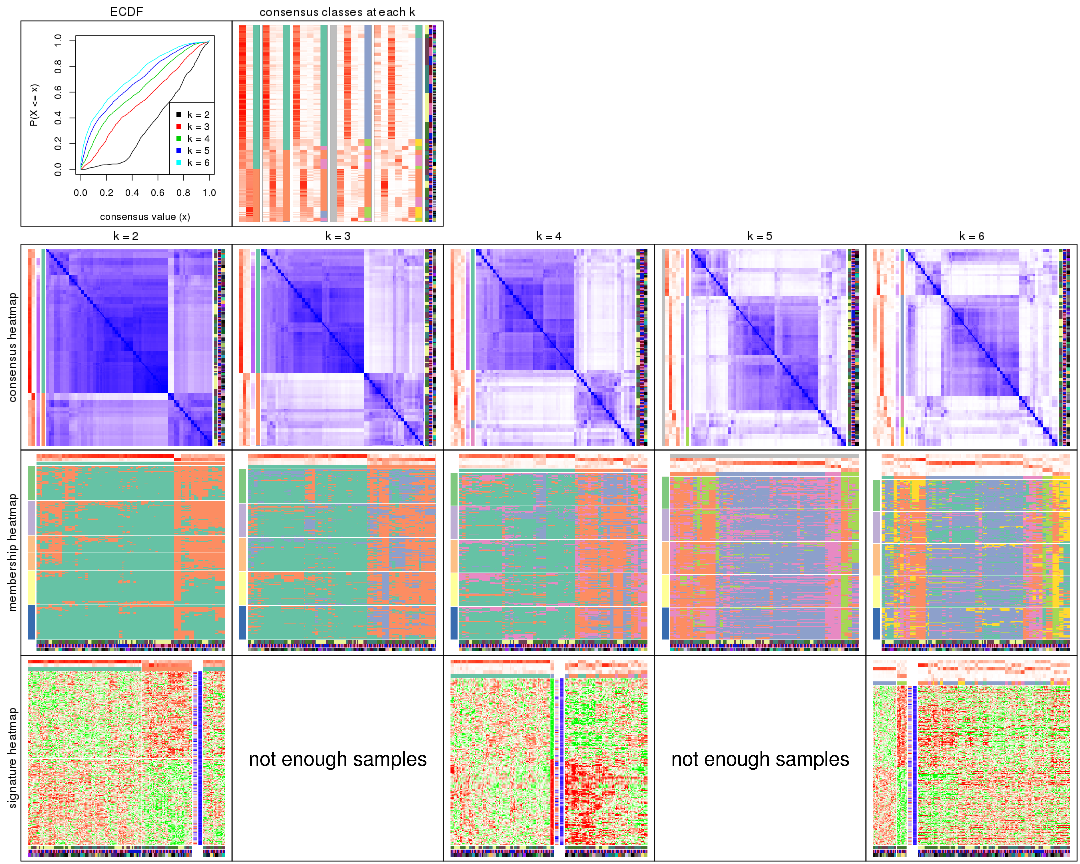 ECDF
consensus classes at each k
P(X <= x)
0.0 0.2 0.4 0.6 0.8 1.0
k = 2
k = 3
k = 4
k = 5
k = 6
0.0 0.2 0.4 0.6 0.8 1.0
consensus value (x)
k = 2
k = 3
k = 4
k = 5
k = 6
consensus heatmap
membership heatmap
signature heatmap
not enough samples
not enough samples